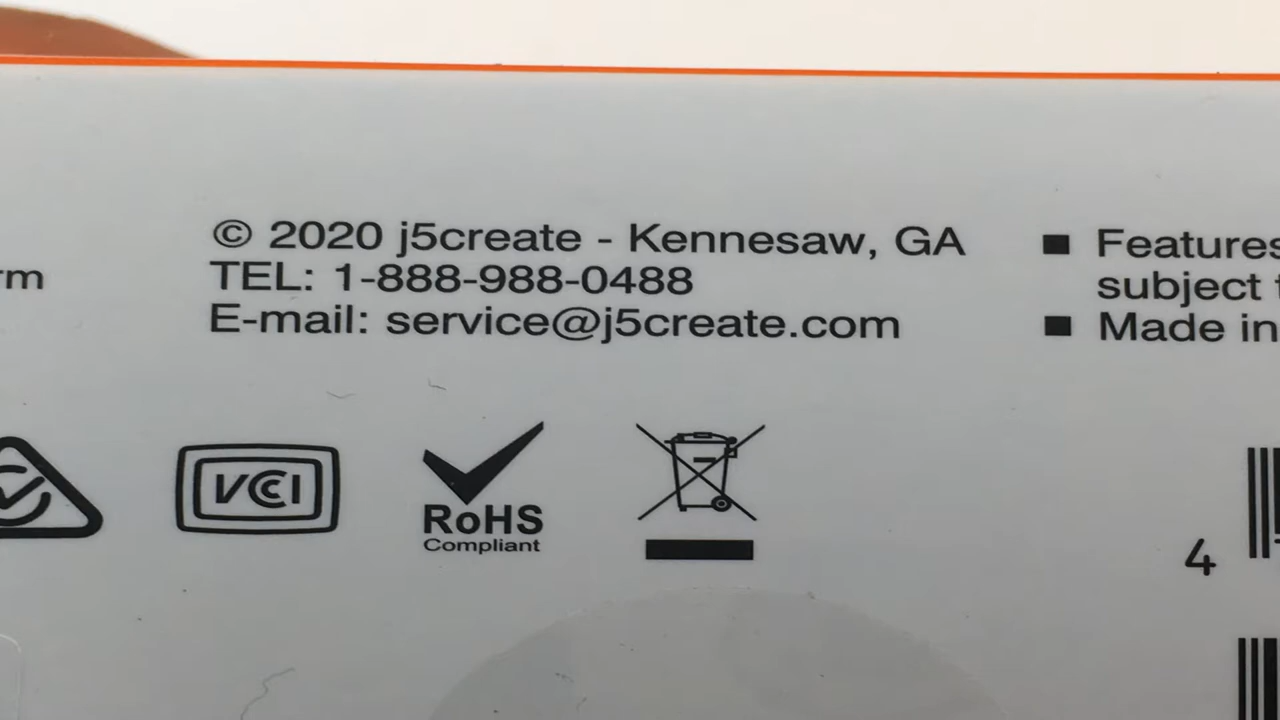 © 2020 j5create - Kennesaw, GA
TEL: 1-888-988-0488
E-mail: service@j5create.com
rm
Features
subject
Made in
VCCI
RoHS
Compliant
4